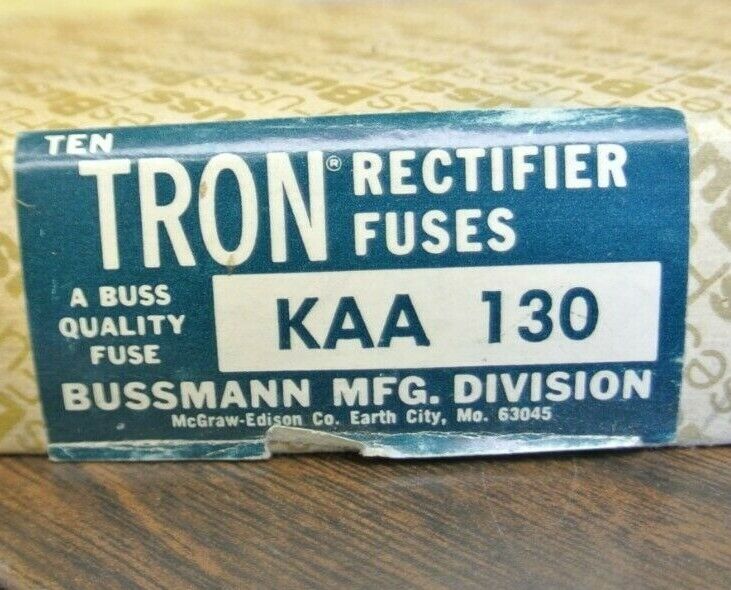 TEN
TRON® RECTIFIER
FUSES
A BUSS
QUALITY
FUSE
KAA 130
BUSSMANN MFG. DIVISION
McGraw-Edison Co. Earth City, Mo. 63045